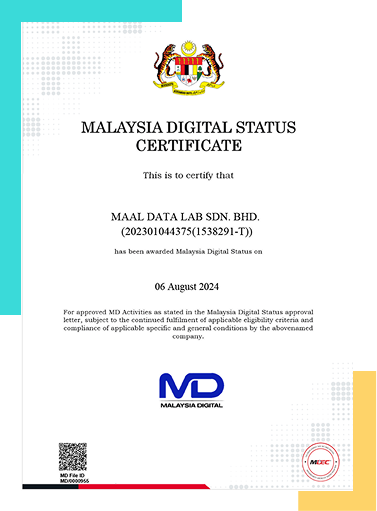 MALAYSIA DIGITAL STATUS
CERTIFICATE
This is to certify that
MAAL DATA LAB SDN. BHD.
(202301044375(1538291-T))
has been awarded Malaysia Digital Status on
06 August 2024
For approved MD Activities as stated in the Malaysia Digital Status approval
letter, subject to the continued fulfilment of applicable eligibility criteria and
compliance of applicable specific and general conditions by the abovenamed
company.
MD
MALAYSIA DIGITAL
MD File ID
MD/0000955
MDEC